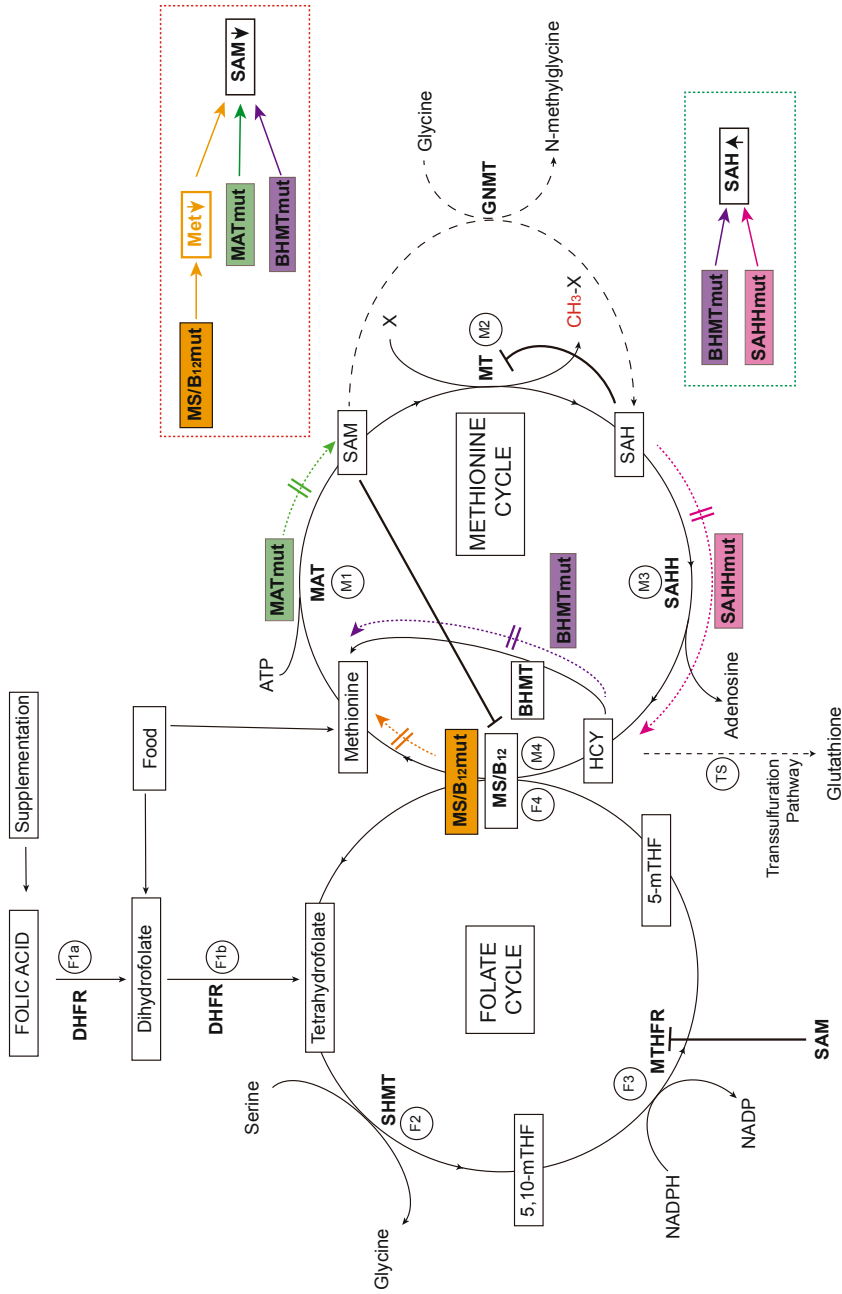 Supplementation
FOLIC ACID
F1a
DHFR
Food
Dihydrofolate
F1b
DHFR
Tetrahydrofolate
Serine
SHMT
F2
Glycine
5,10-mTHF
FOLATE
CYCLE
F3
MTHFR
NADPH
NADP
SAM
5-mTHF
MS/B12mut
MS/B12
F4
M4
Methionine
ATP
MATmut
MAT
M1
SAM
METHIONINE
CYCLE
BHMT
BHMTmut
HCY
TS
Transsulfuration
Pathway
Glutathione
Adenosine
SAHH
M3
SAHHmut
SAH
X
MT
M2
CH3-X
Glycine
GNMT
N-methylglycine
MS/B12mut
Met
MATmut
BHMTmut
SAM
BHMTmut
SAHHmut
SAH